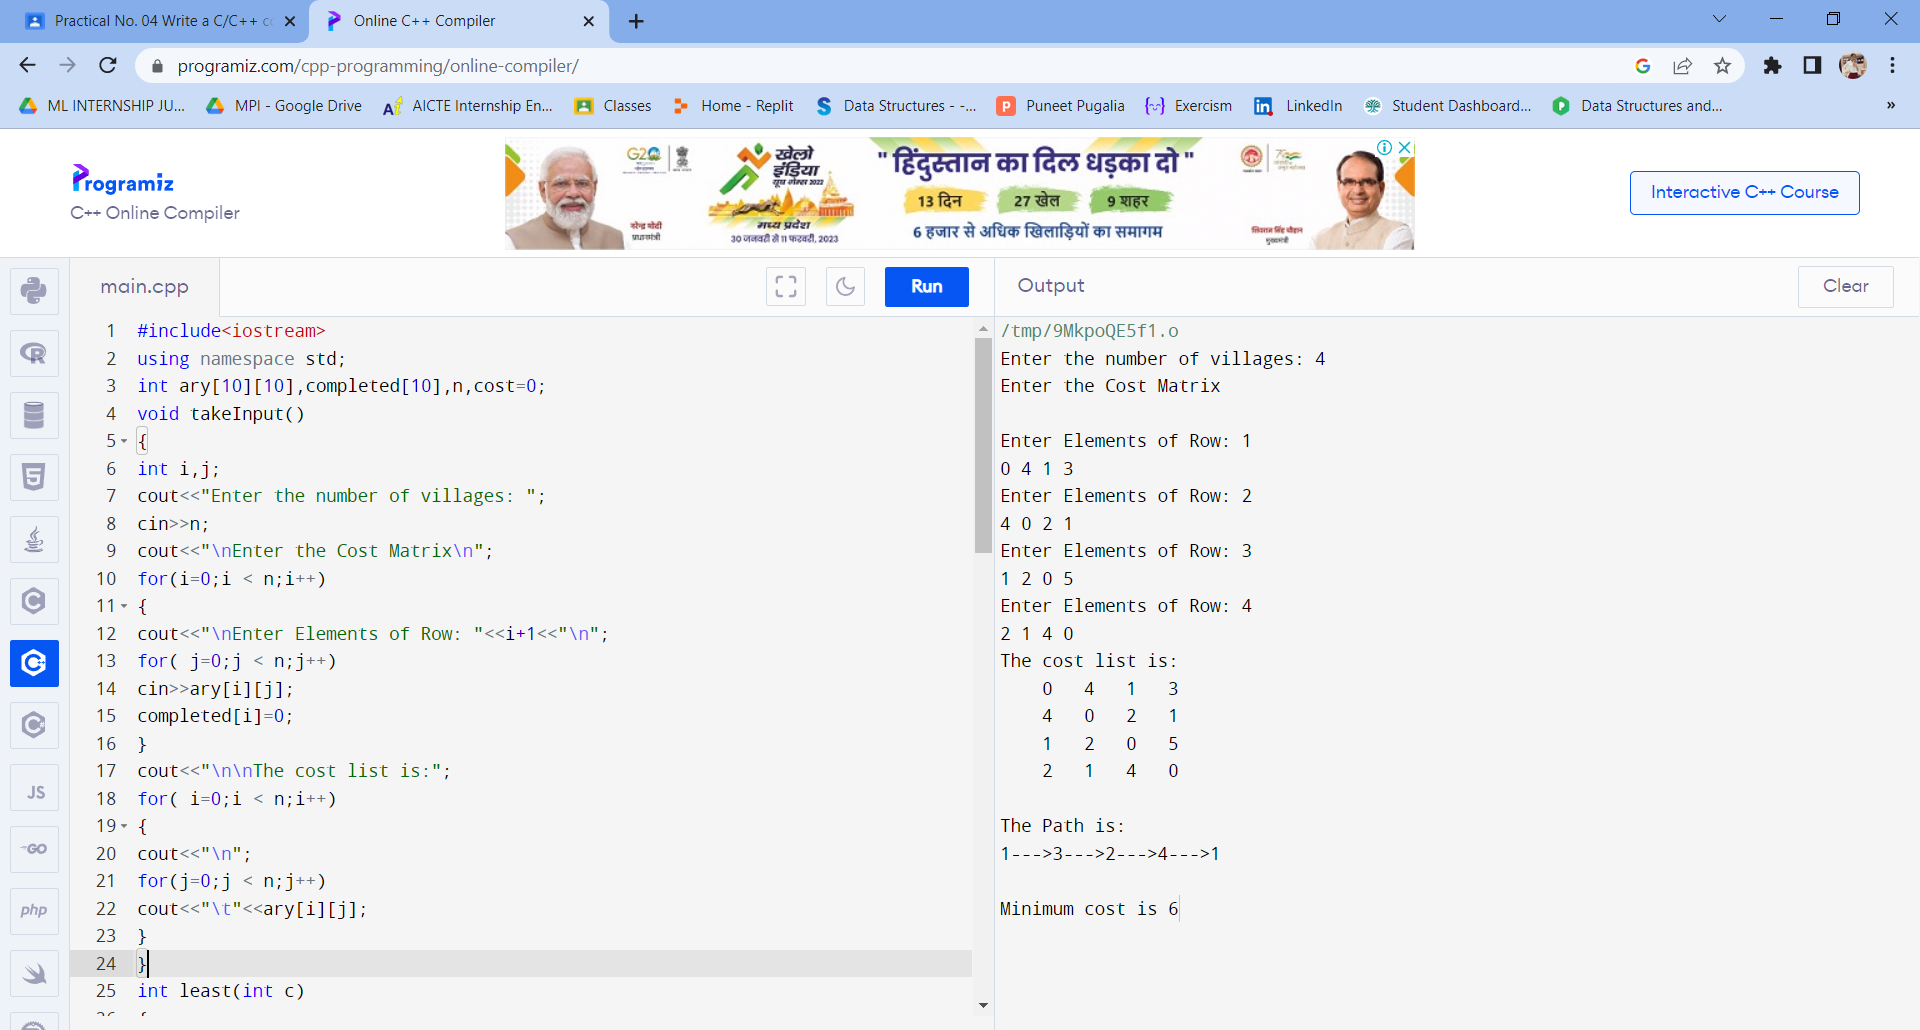 Practical No. 04 Write a C/C++ co
Online C++ Compiler
programiz.com/cpp-programming/online-compiler/
ML INTERNSHIP JU...
MPI - Google Drive
AICTE Internship En...
Classes
Home - Replit
Data Structures - -...
Puneet Pugalia
Exercism
LinkedIn
Student Dashboard...
Data Structures and...
»
Programiz
C++ Online Compiler
नरेन्द्र मोदी
प्रधानमंत्री
G20
खेलो
इंडिया
यूथ गेम्स 2022
मध्य प्रदेश
30 जनवरी से 11 फरवरी, 2023
" हिंदुस्तान का दिल धड़का दो "
13 दिन
27 खेल
9 शहर
6 हजार से अधिक खिलाड़ियों का समागम
शिवराज सिंह चौहान
मुख्यमंत्री
Interactive C++ Course
main.cpp
Run
Output
Clear
JS
GO
php
1 #include<iostream>
2 using namespace std;
3 int ary[10][10],completed[10],n,cost=0;
4 void takeInput()
5 {
6 int i,j;
7 cout<<"Enter the number of villages: ";
8 cin>>n;
9 cout<<"\nEnter the Cost Matrix\n";
10 for(i=0;i < n;i++)
11 {
12 cout<<"\nEnter Elements of Row: "<<i+1<<"\n";
13 for( j=0;j < n;j++)
14 cin>>ary[i][j];
15 completed[i]=0;
16 }
17 cout<<"\n\nThe cost list is:";
18 for( i=0;i < n;i++)
19 {
20 cout<<"\n";
21 for(j=0;j < n;j++)
22 cout<<"\t"<<ary[i][j];
23 }
24 }
25 int least(int c)
/tmp/9MkpoQE5f1.o
Enter the number of villages: 4
Enter the Cost Matrix
Enter Elements of Row: 1
0 4 1 3
Enter Elements of Row: 2
4 0 2 1
Enter Elements of Row: 3
1 2 0 5
Enter Elements of Row: 4
2 1 4 0
The cost list is:
0 4 1 3
4 0 2 1
1 2 0 5
2 1 4 0
The Path is:
1--->3--->2--->4--->1
Minimum cost is 6